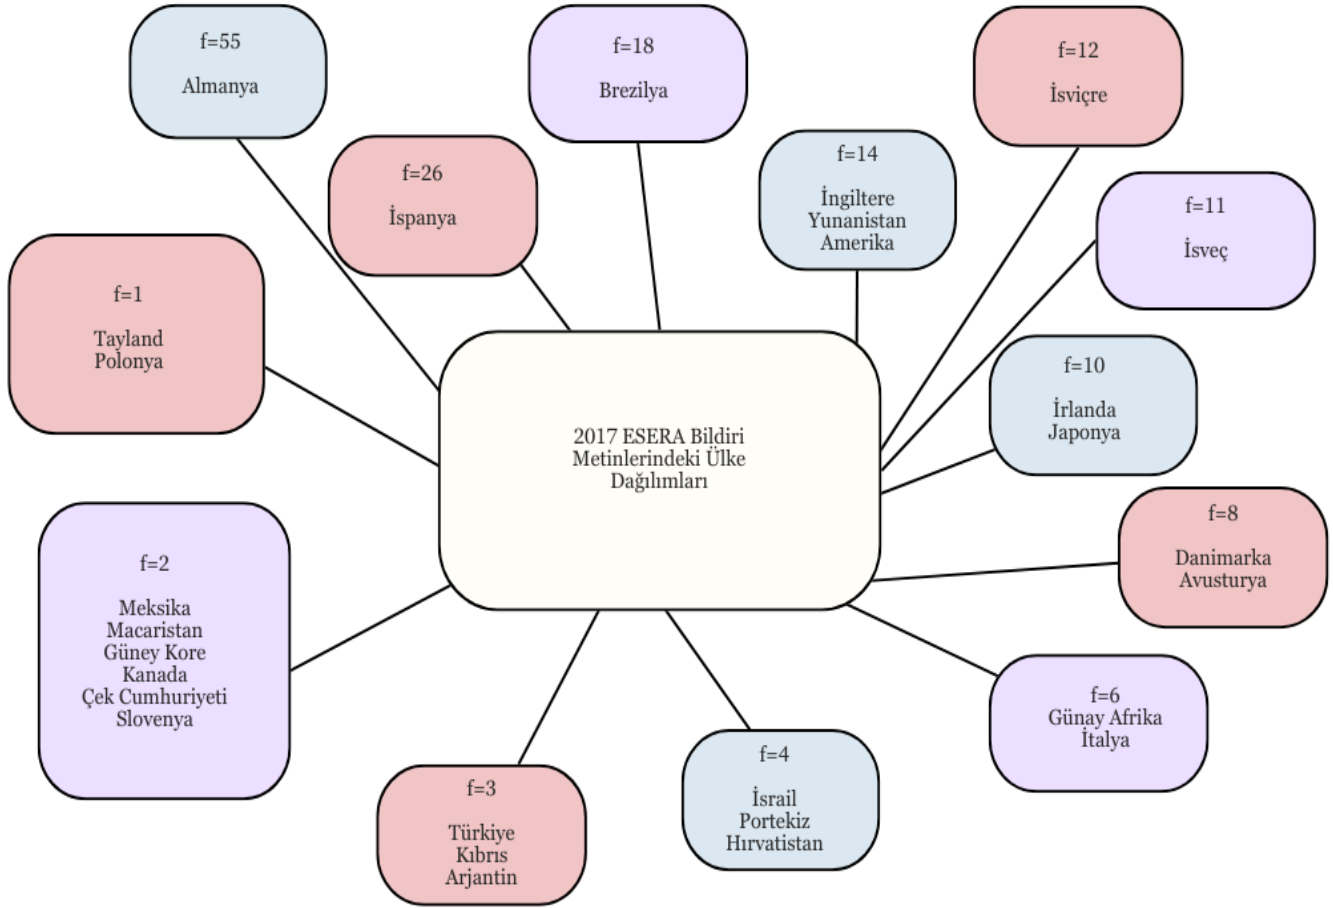 f=55
Almanya
f=18
Brezilya
f=12
İsviçre
f=26
İspanya
f=14
İngiltere
Yunanistan
Amerika
f=11
İsveç
f=1
Tayland
Polonya
f=10
İrlanda
Japonya
2017 ESERA Bildiri
Metinlerindeki Ülke
Dağılımları
f=8
Danimarka
Avusturya
f=2
Meksika
Macaristan
Güney Kore
Kanada
Çek Cumhuriyeti
Slovenya
f=6
Günay Afrika
İtalya
f=4
İsrail
Portekiz
Hırvatistan
f=3
Türkiye
Kıbrıs
Arjantin